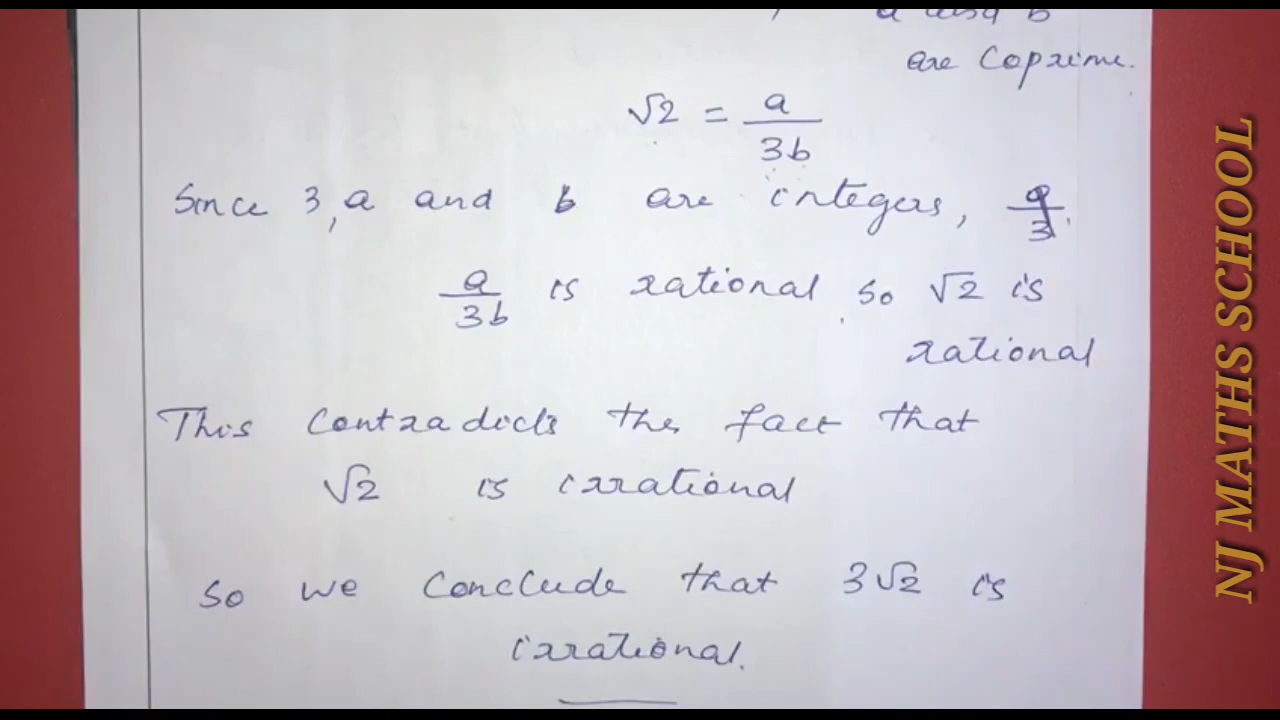 a and b
are Coprime.
√2 = a/3b
Since 3, a and b are integers,
a/3b is rational so √2 is
rational
This Contradicts the fact that
√2 is irrational
So we Conclude that 3√2 is
irrational.
NJ MATHS SCHOOL